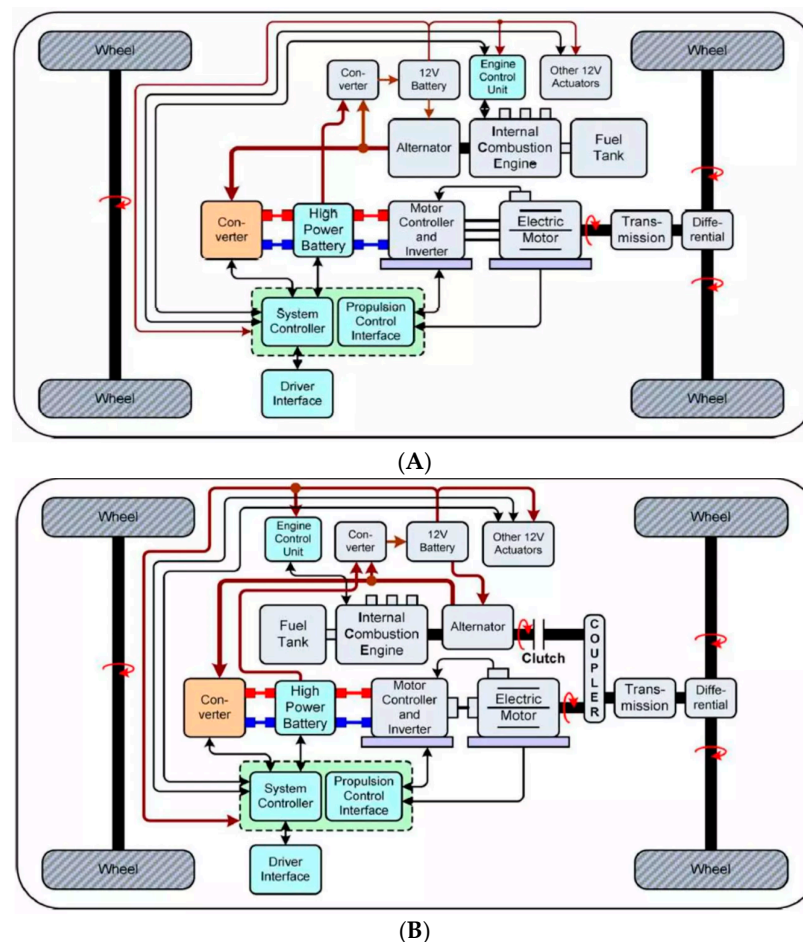 Wheel
Wheel
Con-
verter
12V
Battery
Engine
Control
Unit
Other 12V
Actuators
Alternator
Internal
Combustion
Engine
Fuel
Tank
Con-
verter
High
Power
Battery
Motor
Controller
and
Inverter
Electric
Motor
Trans-
mission
Diffe-
rential
System
Controller
Propulsion
Control
Interface
Driver
Interface
Wheel
Wheel
(A)
Wheel
Wheel
Engine
Control
Unit
Con-
verter
12V
Battery
Other 12V
Actuators
Fuel
Tank
Internal
Combustion
Engine
Alternator
Clutch
COUPLER
Con-
verter
High
Power
Battery
Motor
Controller
and
Inverter
Electric
Motor
Trans-
mission
Diffe-
rential
System
Controller
Propulsion
Control
Interface
Driver
Interface
Wheel
Wheel
(B)